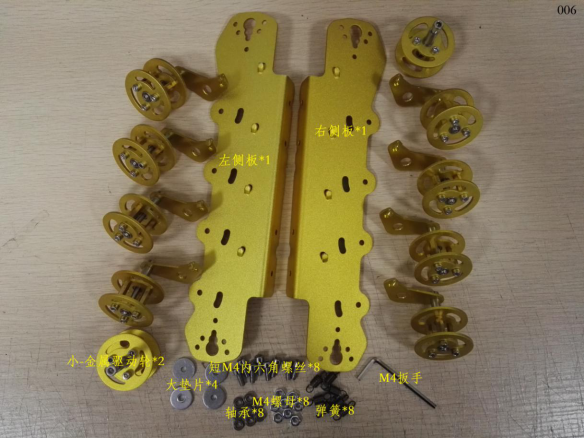 006
右侧板*1
左侧板*1
小-金属驱动轮*2
短M4内六角螺丝*8
M4扳手
大垫片*4
M4螺母*8
轴承*8
弹簧*8